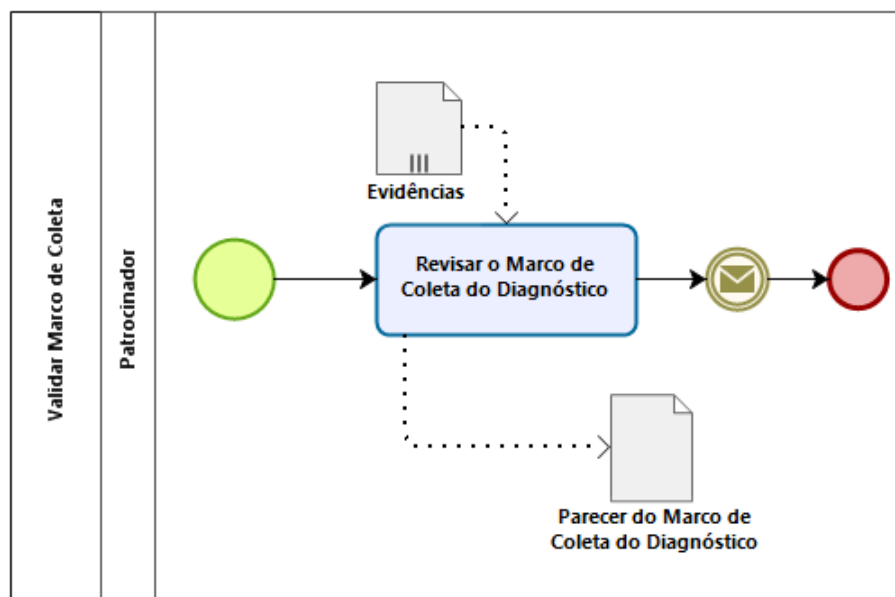 Validar Marco de Coleta
Patrocinador
Evidências
Revisar o Marco de
Coleta do Diagnóstico
Parecer do Marco de
Coleta do Diagnóstico